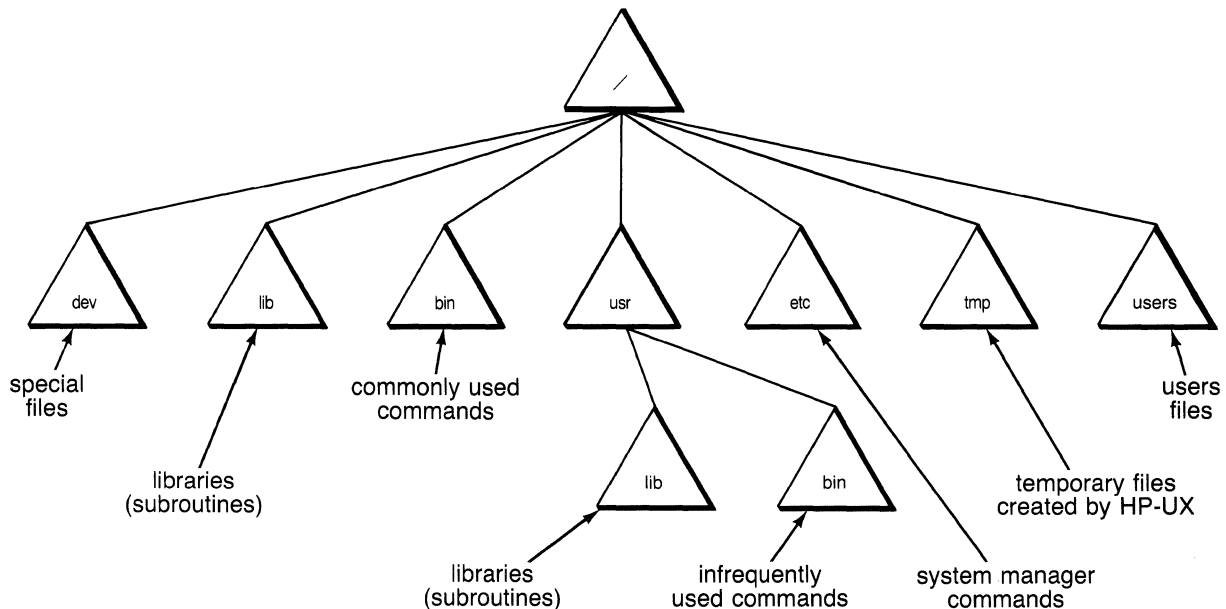 /
dev
lib
bin
usr
etc
tmp
users
special
files
commonly used
commands
users
files
libraries
(subroutines)
lib
bin
temporary files
created by HP-UX
libraries
(subroutines)
infrequently
used commands
system manager
commands